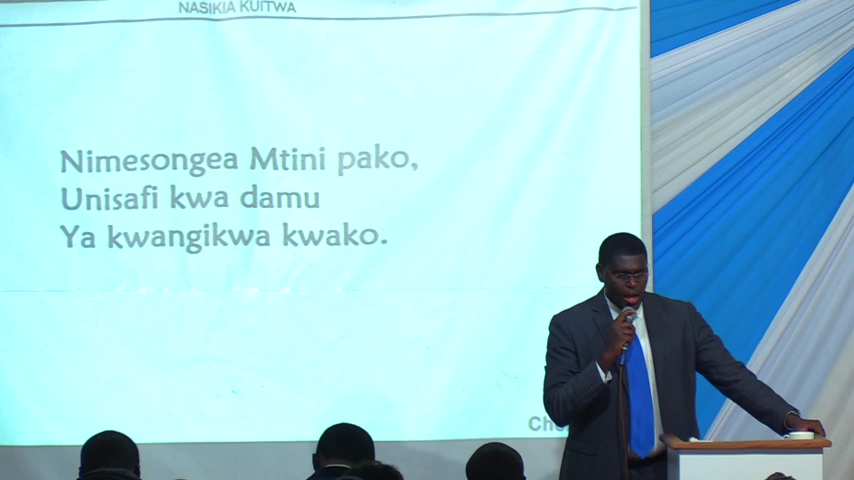 NASIKIA KUITWA
Nimesongea Mtini pako,
Unisafi kwa damu
Ya kwangikwa kwako.